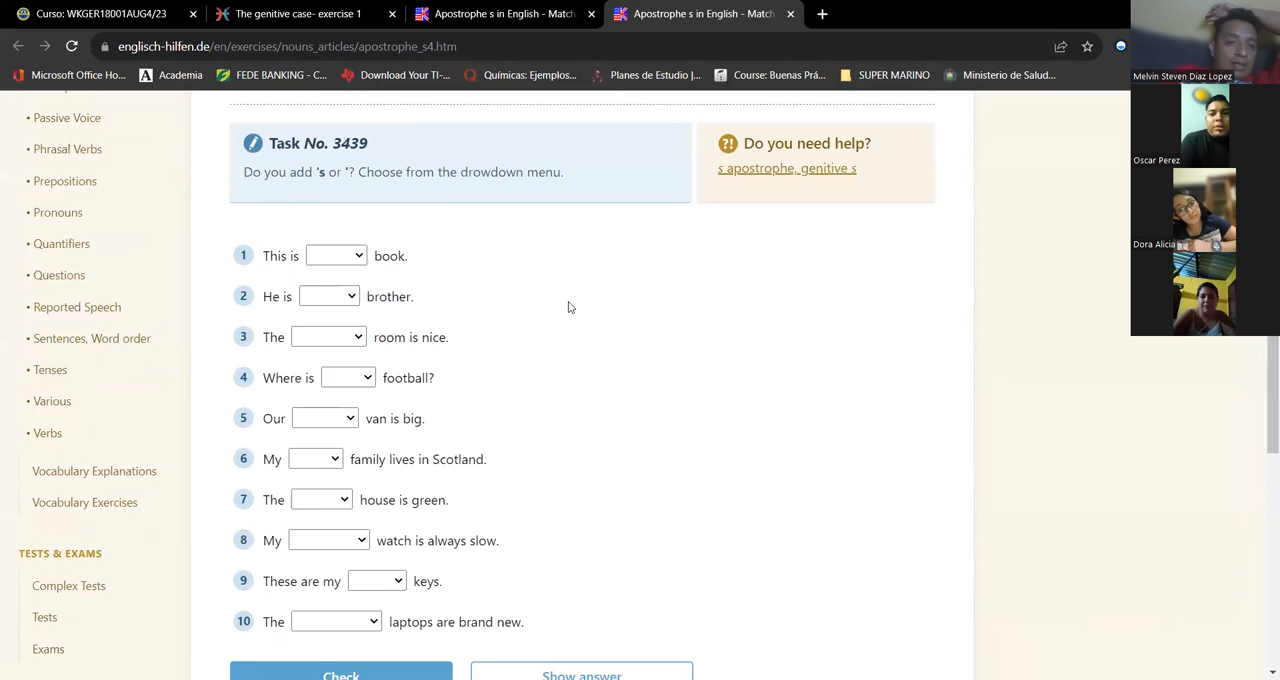 Curso: WKGER18001AUG4/23
The genitive case- exercise 1
Apostrophe s in English - Match
Apostrophe s in English - Match
englisch-hilfen.de/en/exercises/nouns_articles/apostrophe_s4.htm
Microsoft Office Ho...
Academia
FEDE BANKING - C...
Download Your TI-...
Químicas: Ejemplos...
Planes de Estudio |...
Course: Buenas Prá...
SUPER MARINO
Ministerio de Salud...
Melvin Steven Diaz Lopez
Oscar Perez
Dora Alicia
• Passive Voice
• Phrasal Verbs
• Prepositions
• Pronouns
• Quantifiers
• Questions
• Reported Speech
• Sentences, Word order
• Tenses
• Various
• Verbs
Vocabulary Explanations
Vocabulary Exercises
TESTS & EXAMS
Complex Tests
Tests
Exams
Task No. 3439
Do you add 's or '? Choose from the drowdown menu.
?! Do you need help?
s apostrophe, genitive s
1 This is book.
2 He is brother.
3 The room is nice.
4 Where is football?
5 Our van is big.
6 My family lives in Scotland.
7 The house is green.
8 My watch is always slow.
9 These are my keys.
10 The laptops are brand new.
Check
Show answer